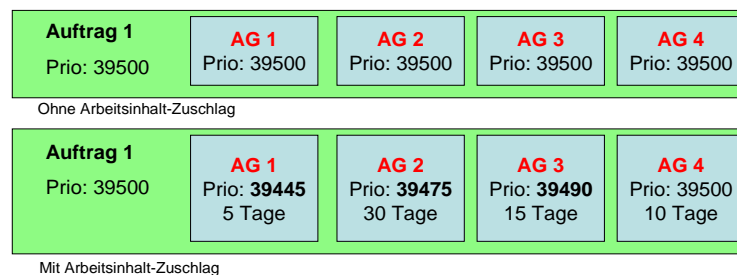 Auftrag 1
Prio: 39500
AG 1
Prio: 39500
AG 2
Prio: 39500
AG 3
Prio: 39500
AG 4
Prio: 39500
Ohne Arbeitsinhalt-Zuschlag
Auftrag 1
Prio: 39500
AG 1
Prio: 39445
5 Tage
AG 2
Prio: 39475
30 Tage
AG 3
Prio: 39490
15 Tage
AG 4
Prio: 39500
10 Tage
Mit Arbeitsinhalt-Zuschlag